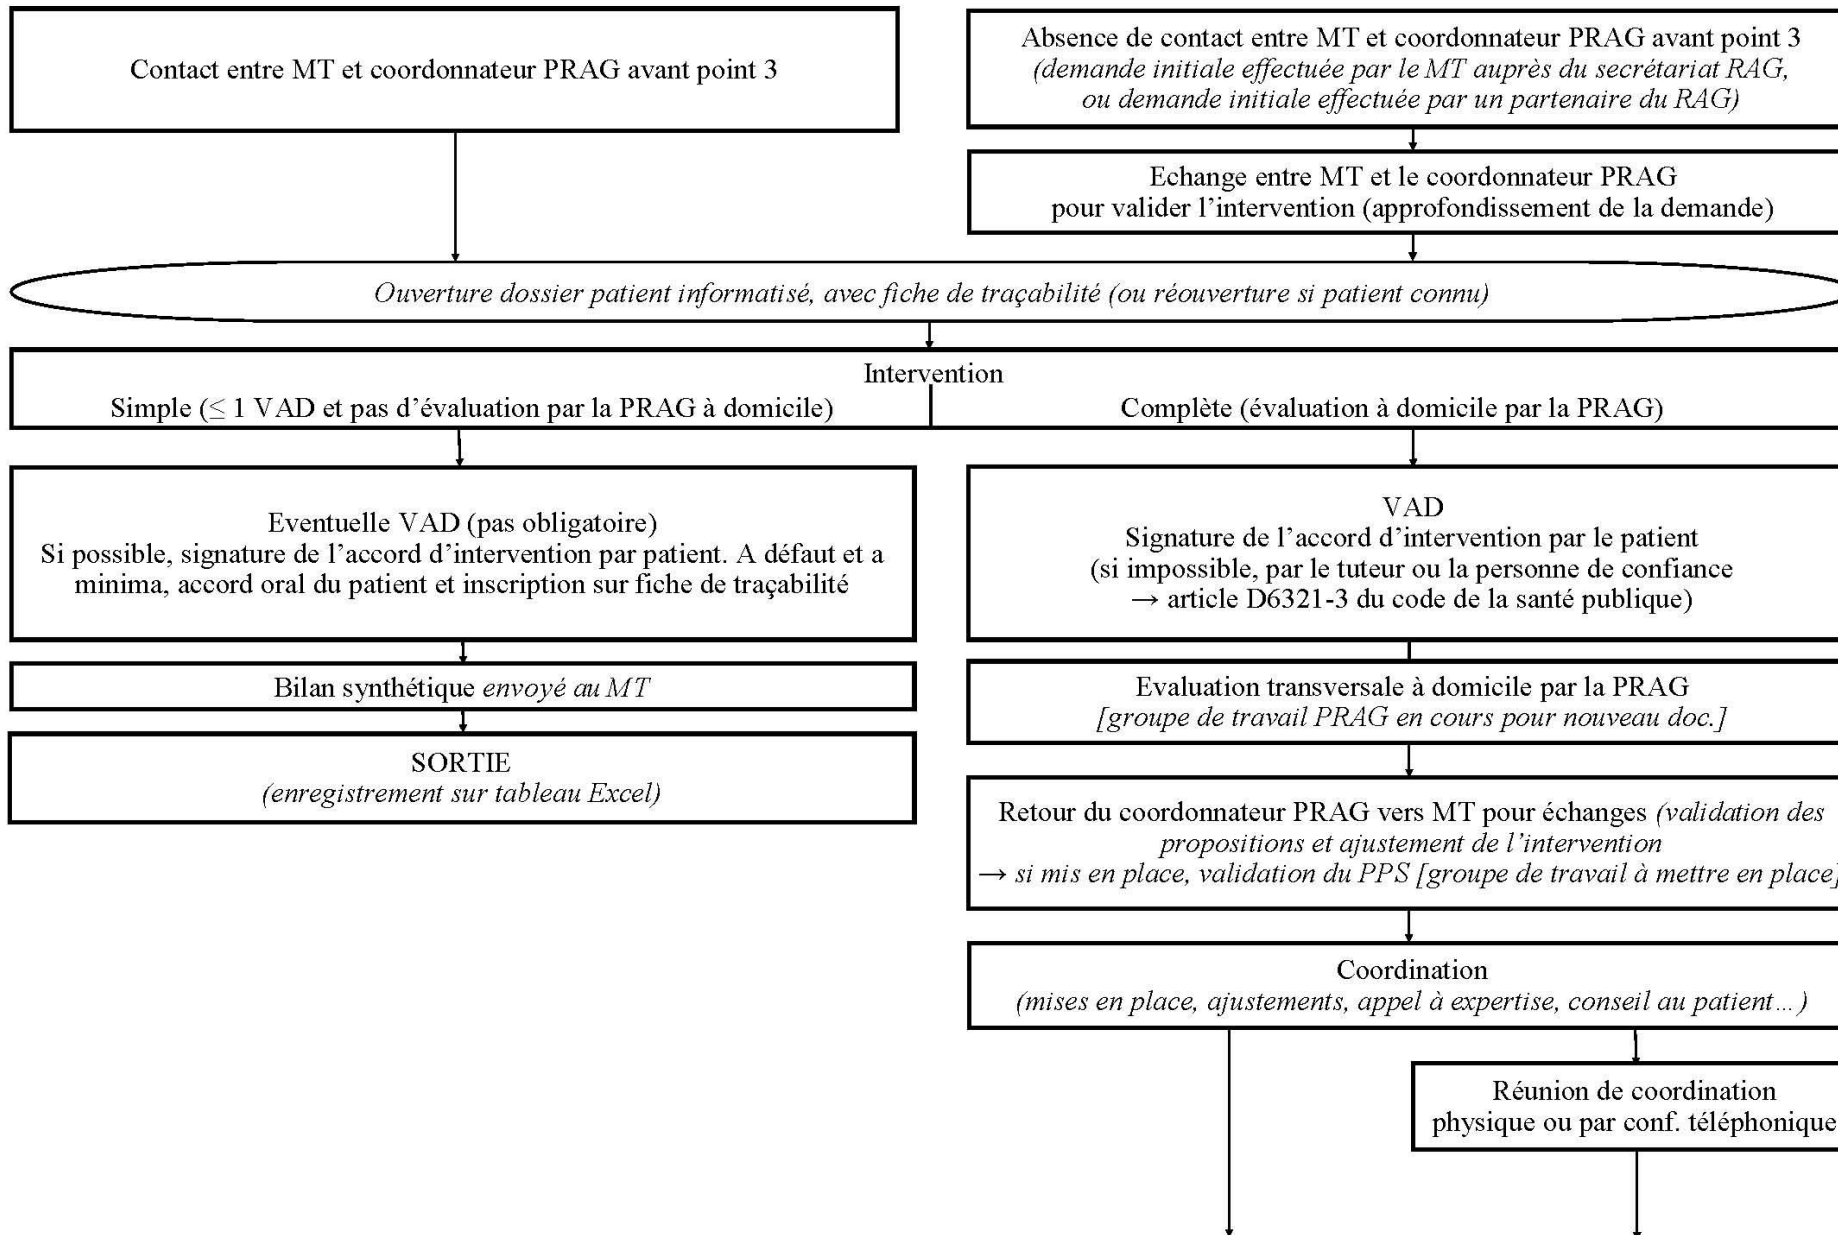 Contact entre MT et coordonnateur PRAG avant point 3
Absence de contact entre MT et coordonnateur PRAG avant point 3
(demande initiale effectuée par le MT auprès du secrétariat RAG,
ou demande initiale effectuée par un partenaire du RAG)
Echange entre MT et le coordonnateur PRAG
pour valider l’intervention (approfondissement de la demande)
Ouverture dossier patient informatisé, avec fiche de traçabilité (ou réouverture si patient connu)
Intervention
Simple (≤ 1 VAD et pas d’évaluation par la PRAG à domicile)
Complète (évaluation à domicile par la PRAG)
Eventuelle VAD (pas obligatoire)
Si possible, signature de l’accord d’intervention par patient. A défaut et a
minima, accord oral du patient et inscription sur fiche de traçabilité
Bilan synthétique envoyé au MT
SORTIE
(enregistrement sur tableau Excel)
VAD
Signature de l’accord d’intervention par le patient
(si impossible, par le tuteur ou la personne de confiance
→ article D6321-3 du code de la santé publique)
Evaluation transversale à domicile par la PRAG
[groupe de travail PRAG en cours pour nouveau doc.]
Retour du coordonnateur PRAG vers MT pour échanges (validation des
propositions et ajustement de l’intervention
→ si mis en place, validation du PPS [groupe de travail à mettre en place]
Coordination
(mises en place, ajustements, appel à expertise, conseil au patient…)
Réunion de coordination
physique ou par conf. téléphonique